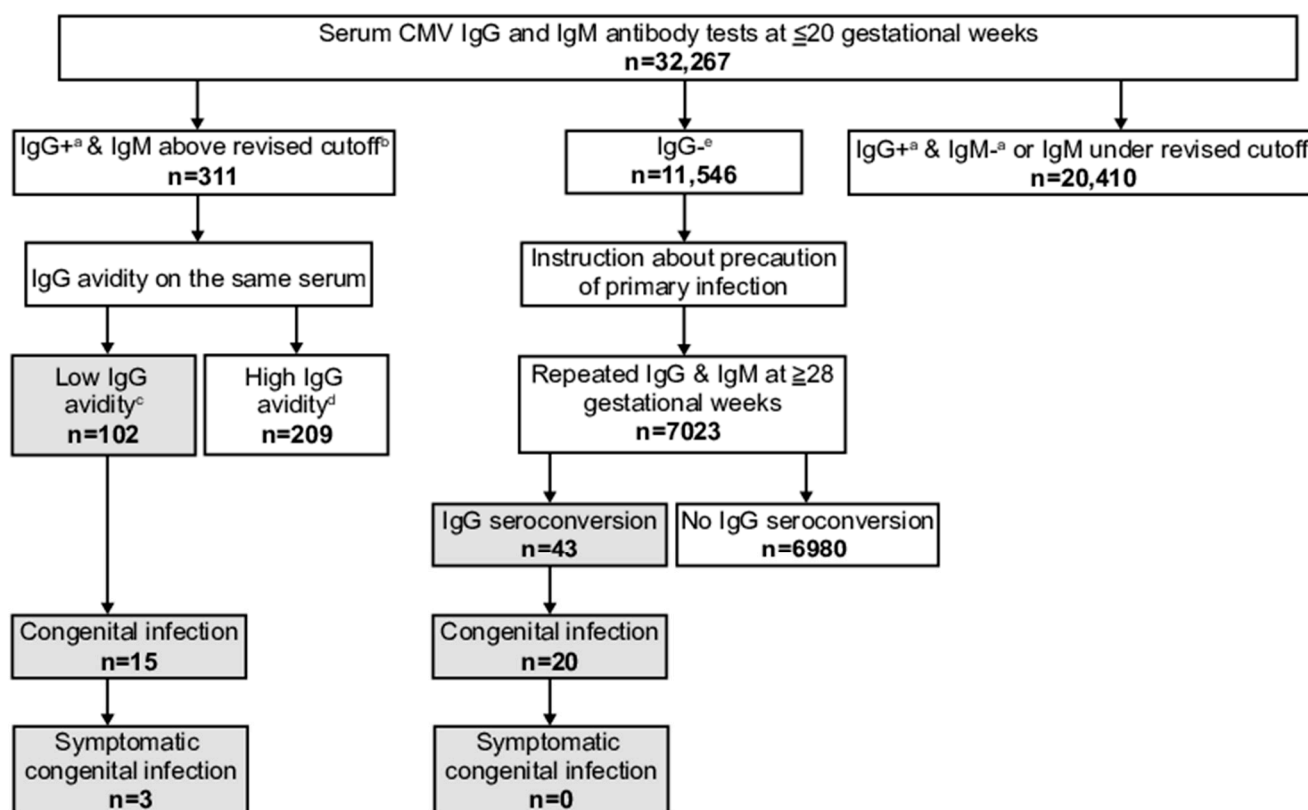 Serum CMV IgG and IgM antibody tests at ≦20 gestational weeks
n=32,267
IgG+ᵃ & IgM above revised cutoffᵇ
n=311
IgG-ᵉ
n=11,546
IgG+ᵃ & IgM-ᵃ or IgM under revised cutoff
n=20,410
IgG avidity on the same serum
Instruction about precaution
of primary infection
Low IgG
avidityᶜ
n=102
High IgG
avidityᵈ
n=209
Repeated IgG & IgM at ≧28
gestational weeks
n=7023
IgG seroconversion
n=43
No IgG seroconversion
n=6980
Congenital infection
n=15
Congenital infection
n=20
Symptomatic
congenital infection
n=3
Symptomatic
congenital infection
n=0